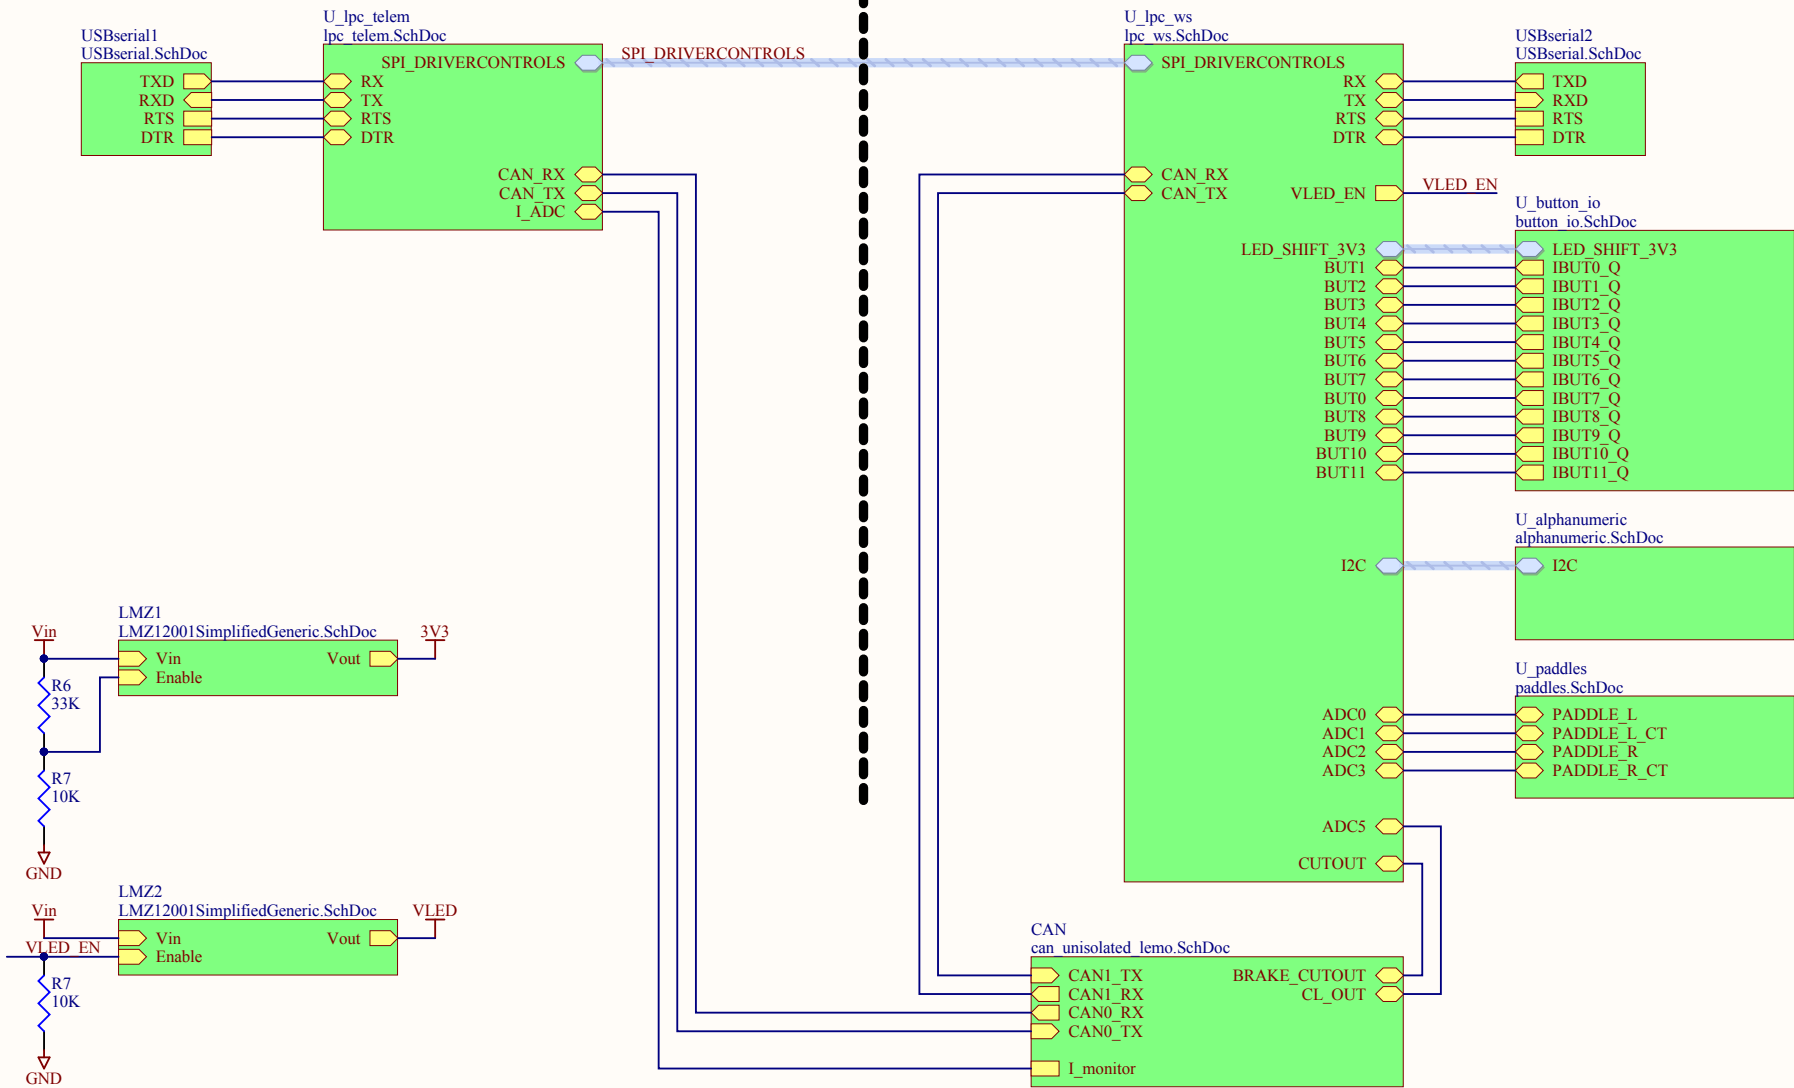 USBserial1
USBserial.SchDoc
TXD
RXD
RTS
DTR
U_lpc_telem
lpc_telem.SchDoc
SPI_DRIVERCONTROLS
RX
TX
RTS
DTR
CAN_RX
CAN_TX
I_ADC
SPI_DRIVERCONTROLS
U_lpc_ws
lpc_ws.SchDoc
SPI_DRIVERCONTROLS
RX
TX
RTS
DTR
CAN_RX
CAN_TX
VLED_EN
VLED_EN
LED_SHIFT_3V3
BUT1
BUT2
BUT3
BUT4
BUT5
BUT6
BUT7
BUT0
BUT8
BUT9
BUT10
BUT11
I2C
ADC0
ADC1
ADC2
ADC3
ADC5
CUTOUT
USBserial2
USBserial.SchDoc
TXD
RXD
RTS
DTR
U_button_io
button_io.SchDoc
LED_SHIFT_3V3
IBUT0_Q
IBUT1_Q
IBUT2_Q
IBUT3_Q
IBUT4_Q
IBUT5_Q
IBUT6_Q
IBUT7_Q
IBUT8_Q
IBUT9_Q
IBUT10_Q
IBUT11_Q
U_alphanumeric
alphanumeric.SchDoc
I2C
U_paddles
paddles.SchDoc
PADDLE_L
PADDLE_L_CT
PADDLE_R
PADDLE_R_CT
LMZ1
LMZ12001SimplifiedGeneric.SchDoc
Vin
Vin
Enable
Vout
3V3
R6
33K
R7
10K
GND
LMZ2
LMZ12001SimplifiedGeneric.SchDoc
Vin
VLED_EN
Vin
Enable
Vout
VLED
R7
10K
GND
CAN
can_unisolated_lemo.SchDoc
CAN1_TX
CAN1_RX
CAN0_RX
CAN0_TX
I_monitor
BRAKE_CUTOUT
CL_OUT